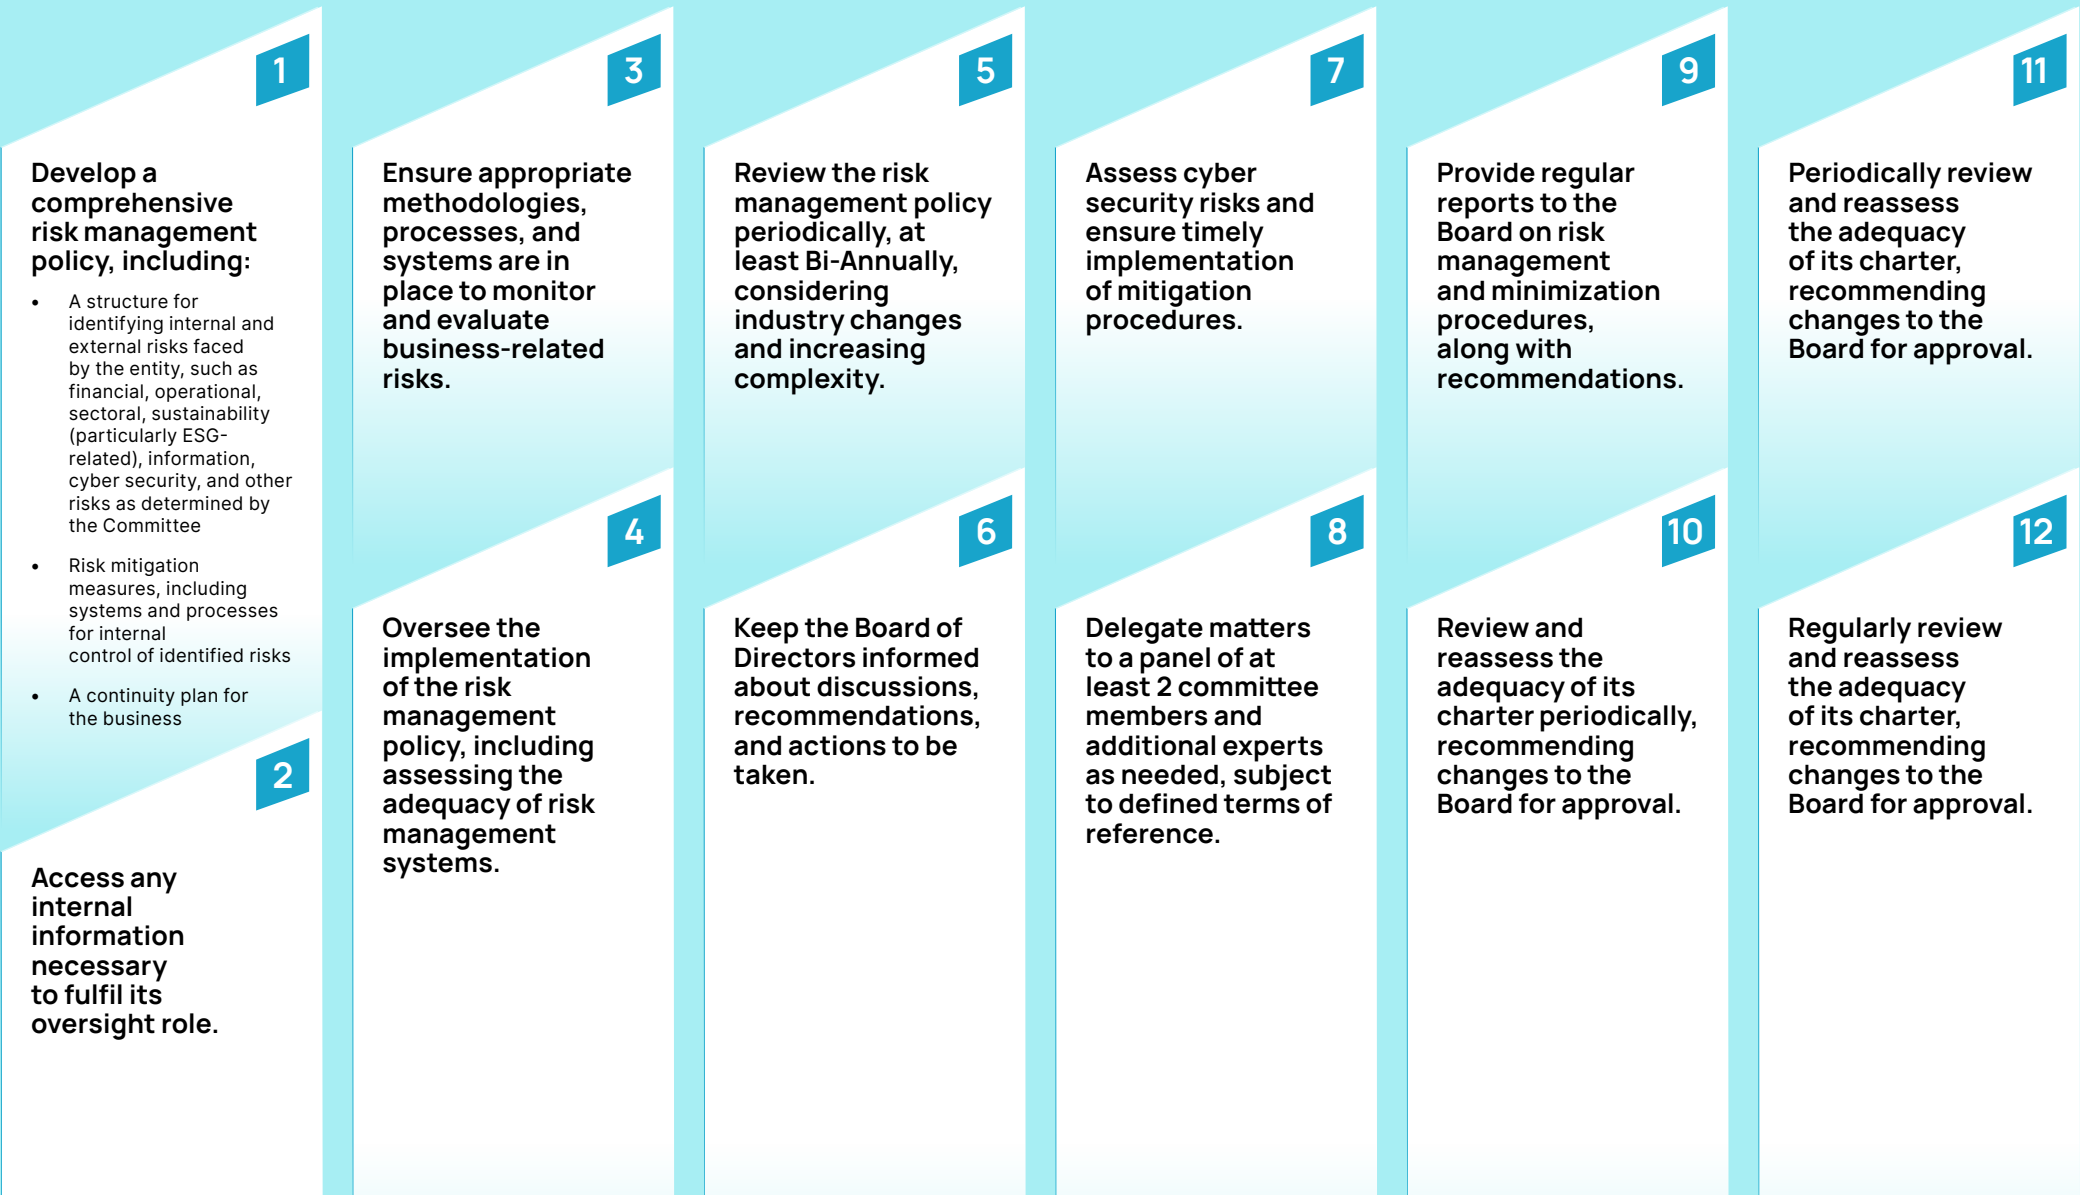 1
Develop a
comprehensive
risk management
policy, including:
• A structure for
identifying internal and
external risks faced
by the entity, such as
financial, operational,
sectoral, sustainability
(particularly ESG-
related), information,
cyber security, and other
risks as determined by
the Committee
• Risk mitigation
measures, including
systems and processes
for internal
control of identified risks
• A continuity plan for
the business
2
Access any
internal
information
necessary
to fulfil its
oversight role.
3
Ensure appropriate
methodologies,
processes, and
systems are in
place to monitor
and evaluate
business-related
risks.
4
Oversee the
implementation
of the risk
management
policy, including
assessing the
adequacy of risk
management
systems.
5
Review the risk
management policy
periodically, at
least Bi-Annually,
considering
industry changes
and increasing
complexity.
6
Keep the Board of
Directors informed
about discussions,
recommendations,
and actions to be
taken.
7
Assess cyber
security risks and
ensure timely
implementation
of mitigation
procedures.
8
Delegate matters
to a panel of at
least 2 committee
members and
additional experts
as needed, subject
to defined terms of
reference.
9
Provide regular
reports to the
Board on risk
management
and minimization
procedures,
along with
recommendations.
10
Review and
reassess the
adequacy of its
charter periodically,
recommending
changes to the
Board for approval.
11
Periodically review
and reassess
the adequacy
of its charter,
recommending
changes to the
Board for approval.
12
Regularly review
and reassess
the adequacy
of its charter,
recommending
changes to the
Board for approval.